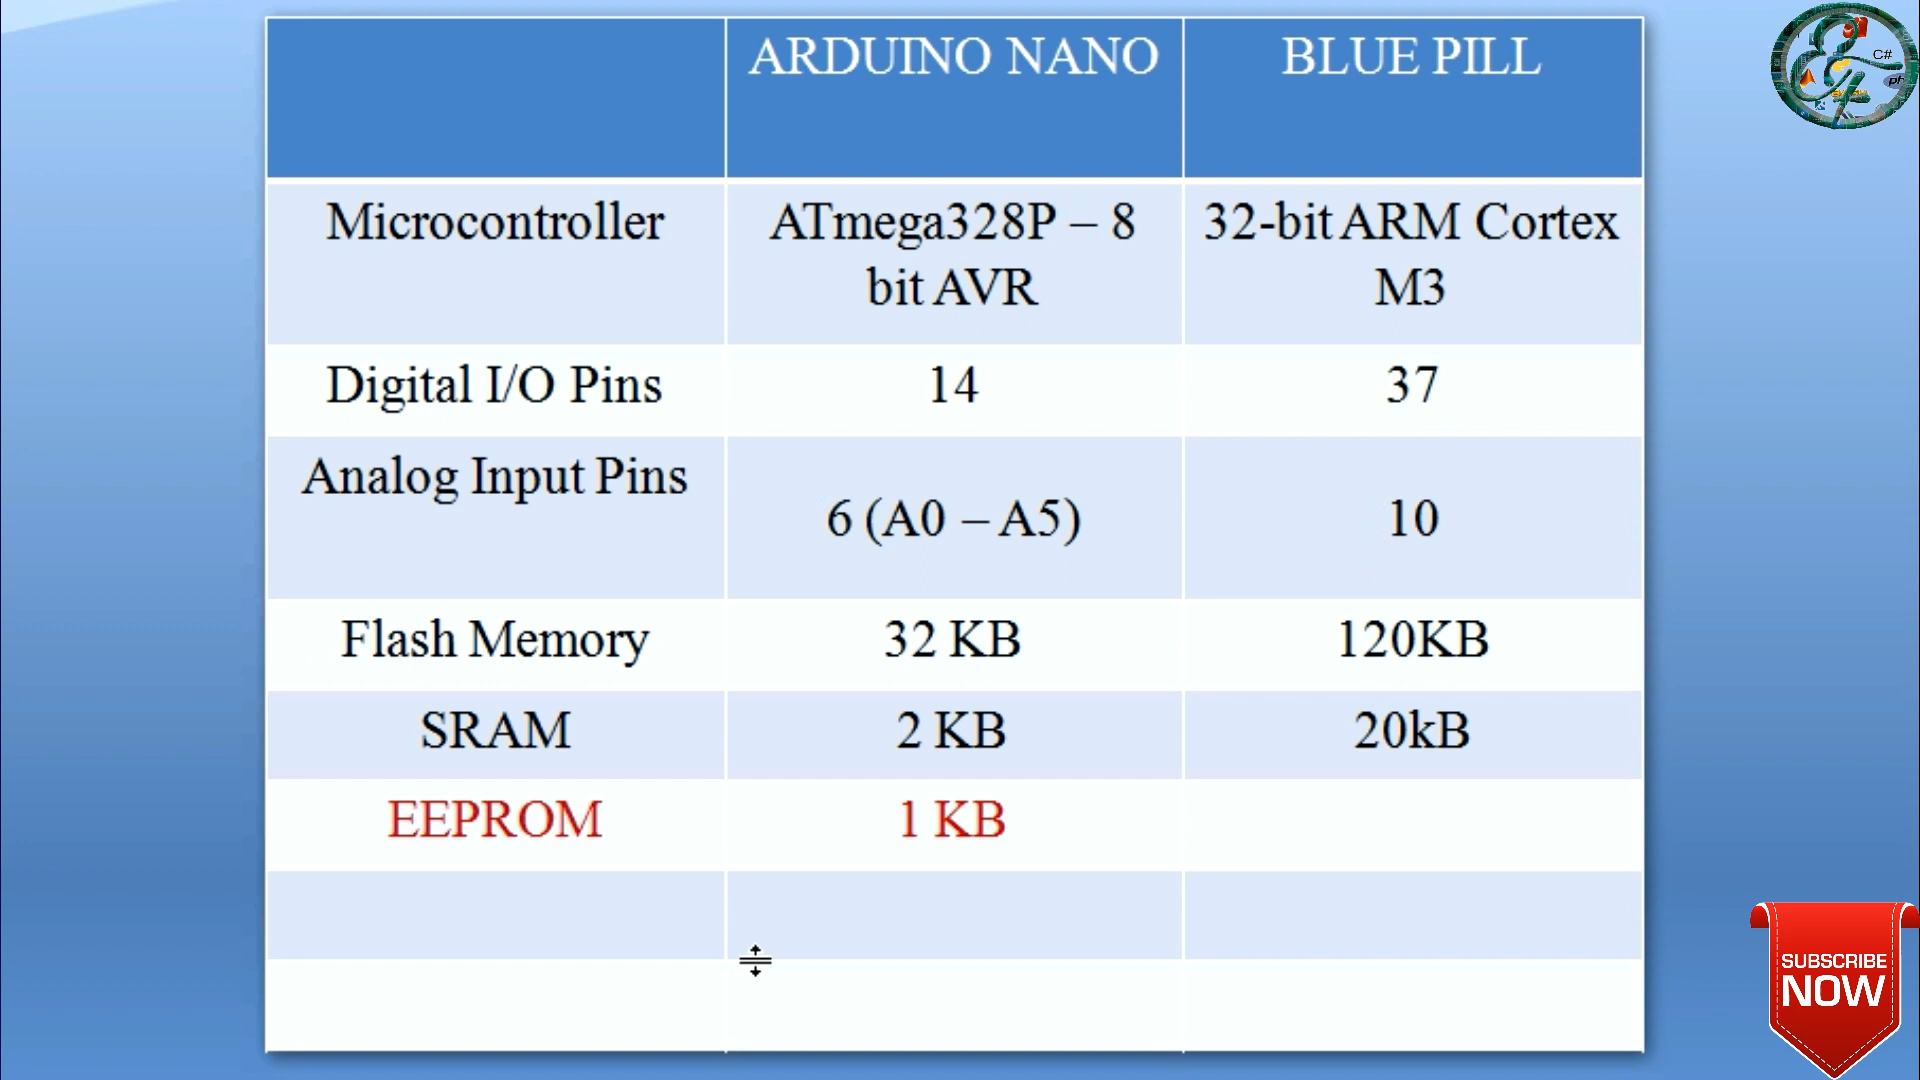 ARDUINO NANO
BLUE PILL
C#
Microcontroller
ATmega328P – 8
bit AVR
32-bit ARM Cortex
M3
Digital I/O Pins
14
37
Analog Input Pins
6 (A0 – A5)
10
Flash Memory
32 KB
120KB
SRAM
2 KB
20kB
EEPROM
1 KB
SUBSCRIBE
NOW